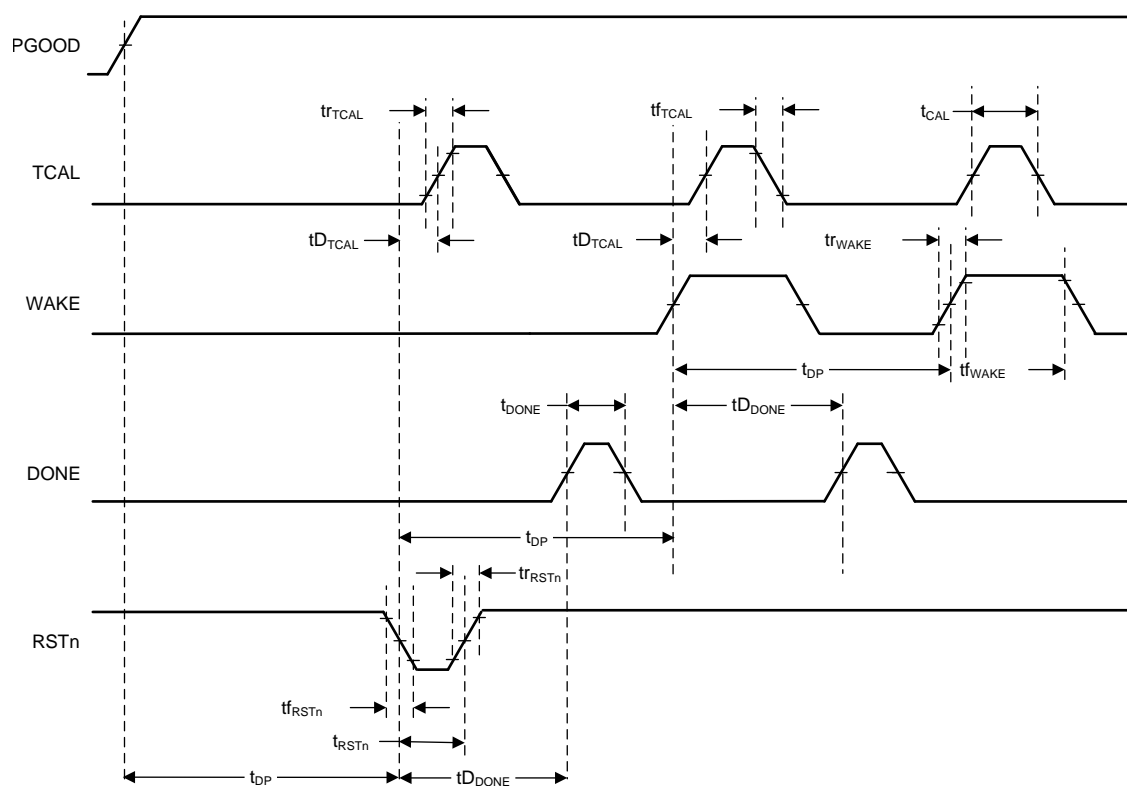 PGOOD
trTCAL
tfTCAL
tCAL
TCAL
tDTCAL
tDTCAL
trWAKE
WAKE
tDP
tfWAKE
tDONE
tDDONE
DONE
tDP
trRSTn
RSTn
tfRSTn
tRSTn
tDP
tDDONE